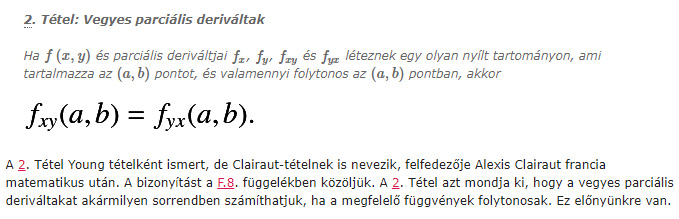 2. Tétel: Vegyes parciális deriváltak
Ha f (x, y) és parciális deriváltjai fx, fy, fxy és fyx léteznek egy olyan nyílt tartományon, ami
tartalmazza az (a, b) pontot, és valamennyi folytonos az (a, b) pontban, akkor
fxy(a, b) = fyx(a, b).
A 2. Tétel Young tételként ismert, de Clairaut-tételnek is nevezik, felfedezője Alexis Clairaut francia
matematikus után. A bizonyítást a F.8. függelékben közöljük. A 2. Tétel azt mondja ki, hogy a vegyes parciális
deriváltakat akármilyen sorrendben számíthatjuk, ha a megfelelő függvények folytonosak. Ez előnyünkre van.